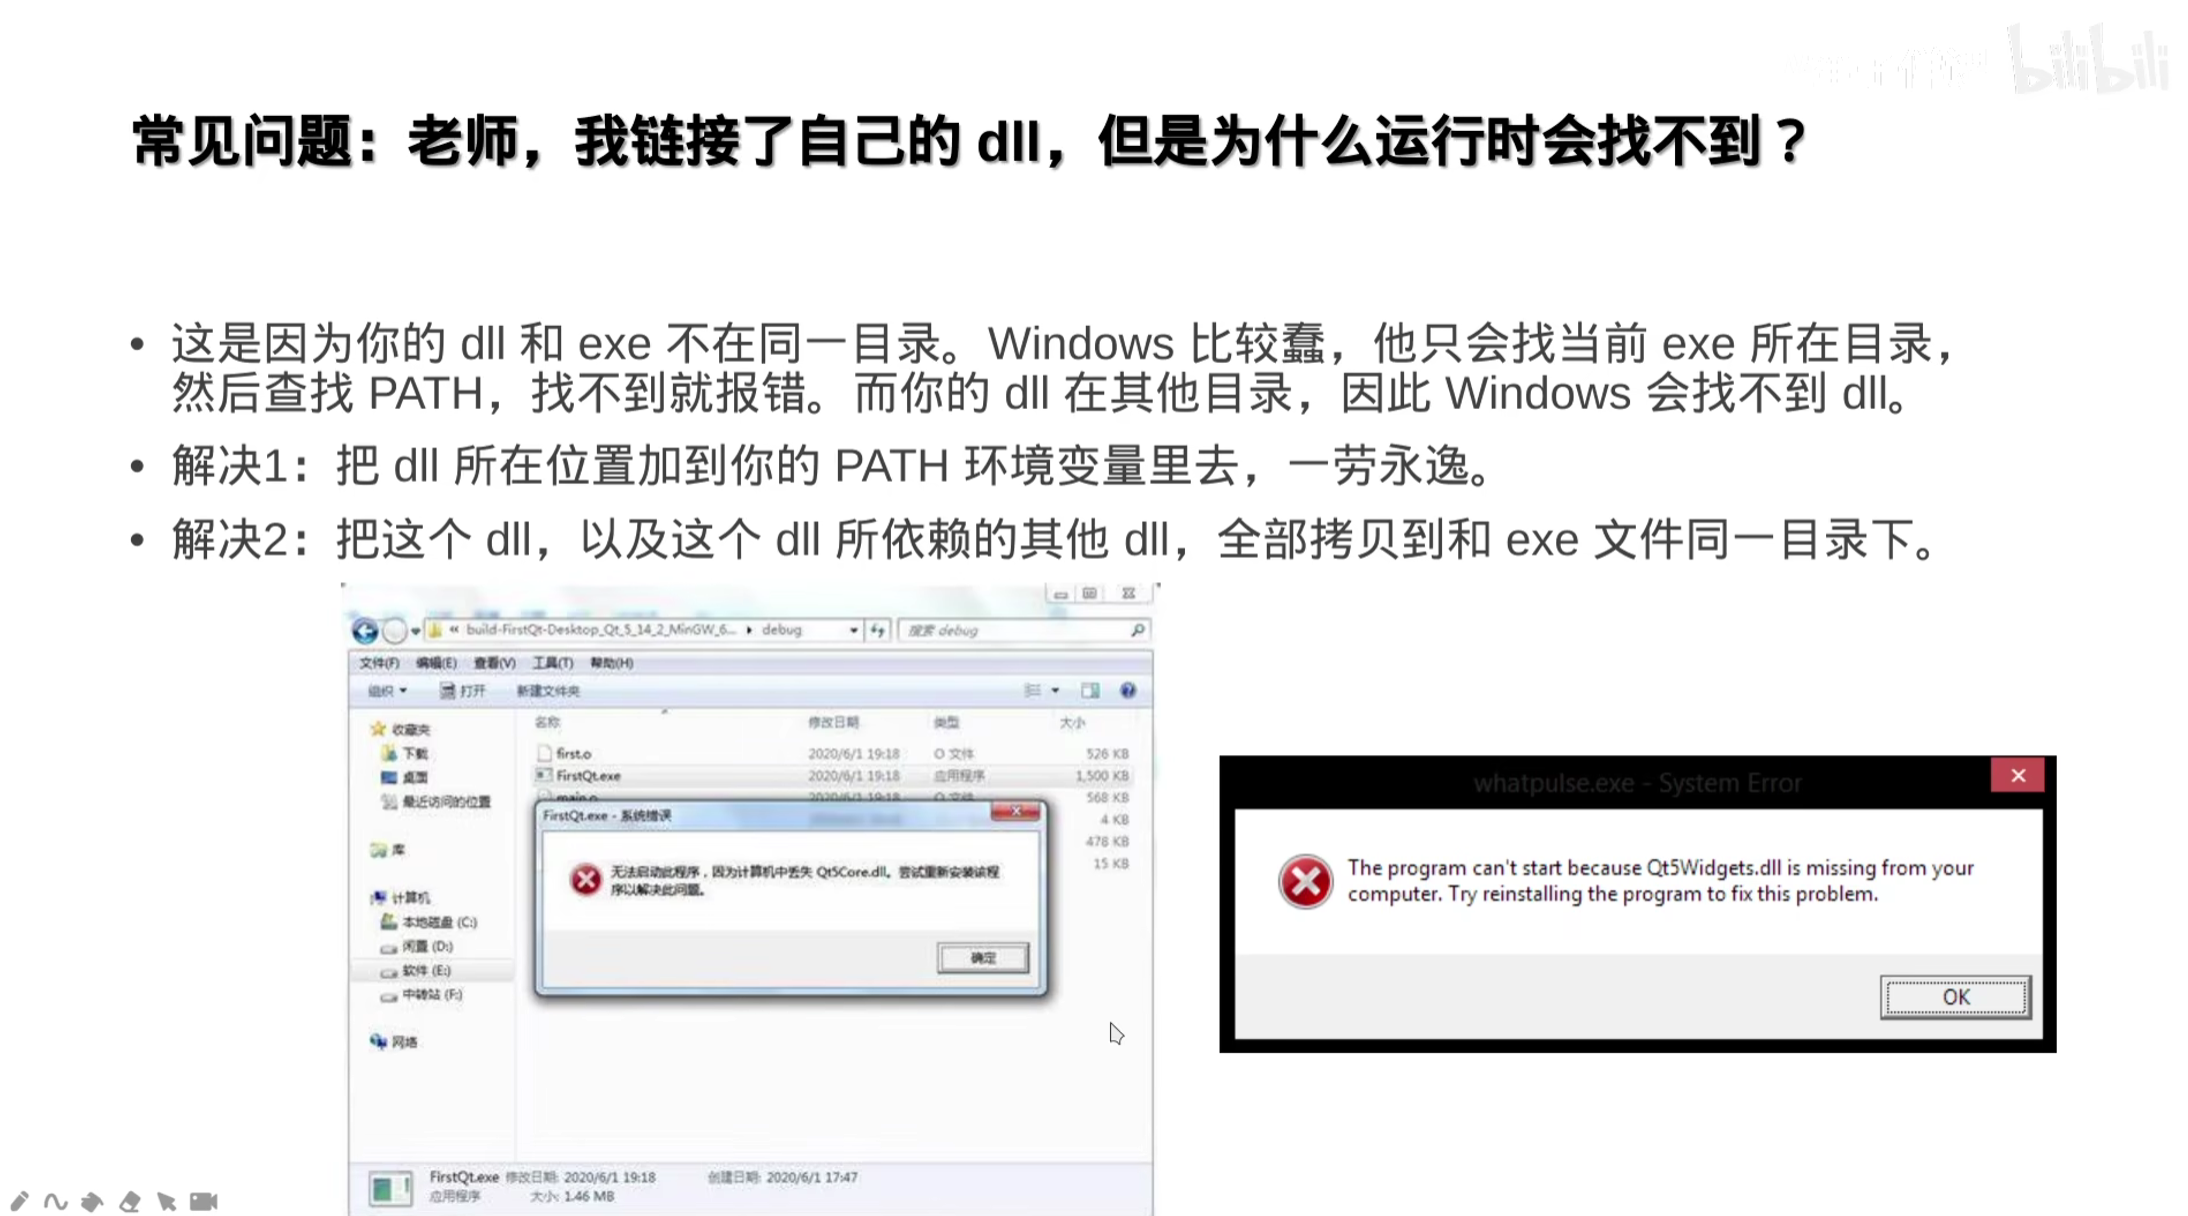 bilibili
常见问题：老师，我链接了自己的 dll，但是为什么运行时会找不到？
• 这是因为你的 dll 和 exe 不在同一目录。Windows 比较蠢，他只会找当前 exe 所在目录，
然后查找 PATH，找不到就报错。而你的 dll 在其他目录，因此 Windows 会找不到 dll。
• 解决1：把 dll 所在位置加到你的 PATH 环境变量里去，一劳永逸。
• 解决2：把这个 dll，以及这个 dll 所依赖的其他 dll，全部拷贝到和 exe 文件同一目录下。
« build-FirstQt-Desktop_Qt_5_14_2_MinGW_6... ▸ debug 搜索 debug
文件(F) 编辑(E) 查看(V) 工具(T) 帮助(H)
组织 打开 新建文件夹
名称 修改日期 类型 大小
收藏夹
下载
桌面
最近访问的位置
库
计算机
本地磁盘 (C:)
闲置 (D:)
软件 (E:)
中转站 (F:)
网络
first.o 2020/6/1 19:18 O 文件 526 KB
FirstQt.exe 2020/6/1 19:18 应用程序 1,500 KB
main.o 2020/6/1 19:18 O 文件 568 KB
4 KB
478 KB
15 KB
FirstQt.exe - 系统错误
无法启动此程序，因为计算机中丢失 Qt5Core.dll。尝试重新安装该程
序以解决此问题。
确定
FirstQt.exe 修改日期: 2020/6/1 19:18 创建日期: 2020/6/1 17:47
应用程序 大小: 1.46 MB
whatpulse.exe - System Error
The program can't start because Qt5Widgets.dll is missing from your
computer. Try reinstalling the program to fix this problem.
OK